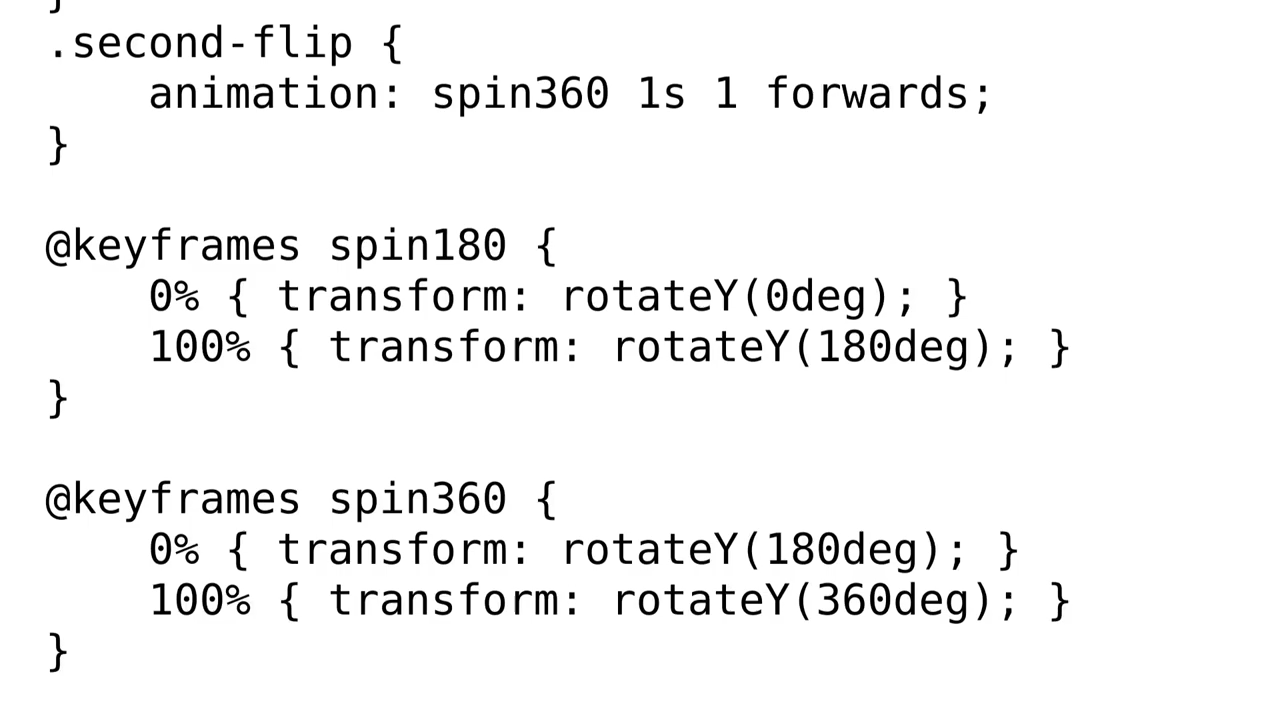 }
.second-flip {
    animation: spin360 1s 1 forwards;
}

@keyframes spin180 {
    0% { transform: rotateY(0deg); }
    100% { transform: rotateY(180deg); }
}

@keyframes spin360 {
    0% { transform: rotateY(180deg); }
    100% { transform: rotateY(360deg); }
}